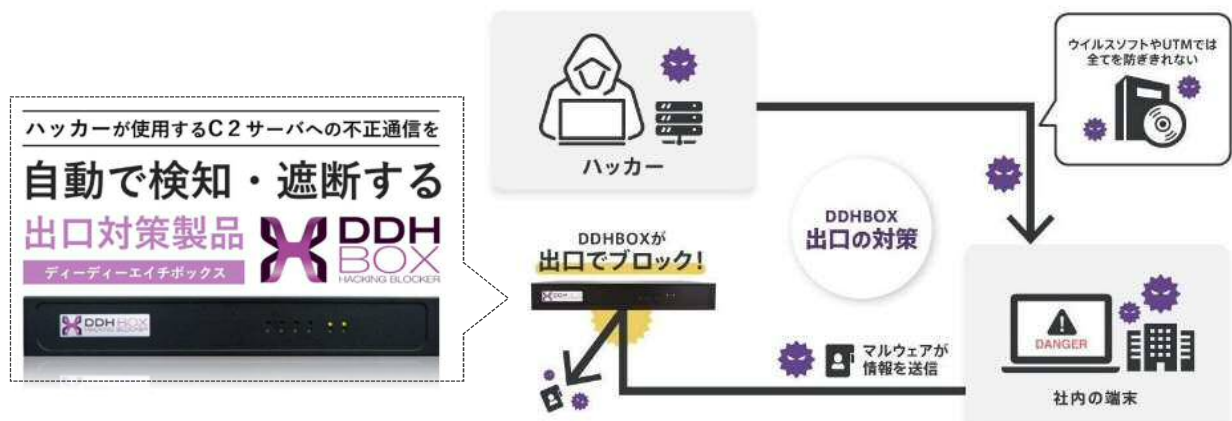 ハッカーが使用するC2サーバへの不正通信を
自動で検知・遮断する
出口対策製品
ディーディーエイチボックス
DDH
BOX
HACKING BLOCKER
DDH BOX
HACKING BLOCKER
ハッカー
ウイルスソフトやUTMでは
全てを防ぎきれない
DDHBOX
出口の対策
DDHBOXが
出口でブロック!
DDH
マルウェアが
情報を送信
DANGER
社内の端末